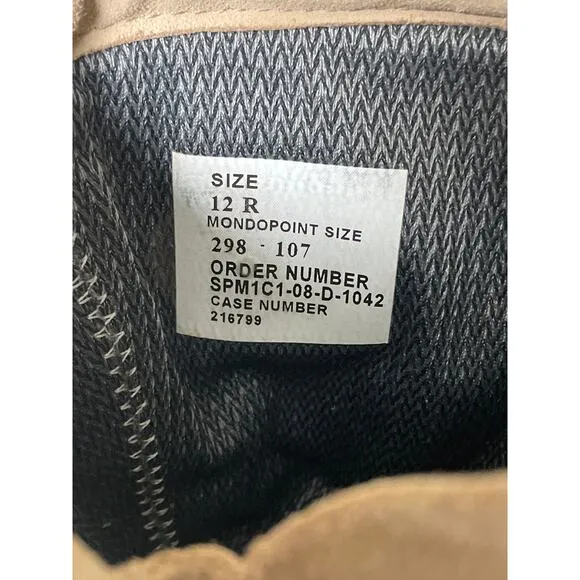 SIZE
12 R
MONDOPOINT SIZE
298 - 107
ORDER NUMBER
SPM1C1-08-D-1042
CASE NUMBER
216799